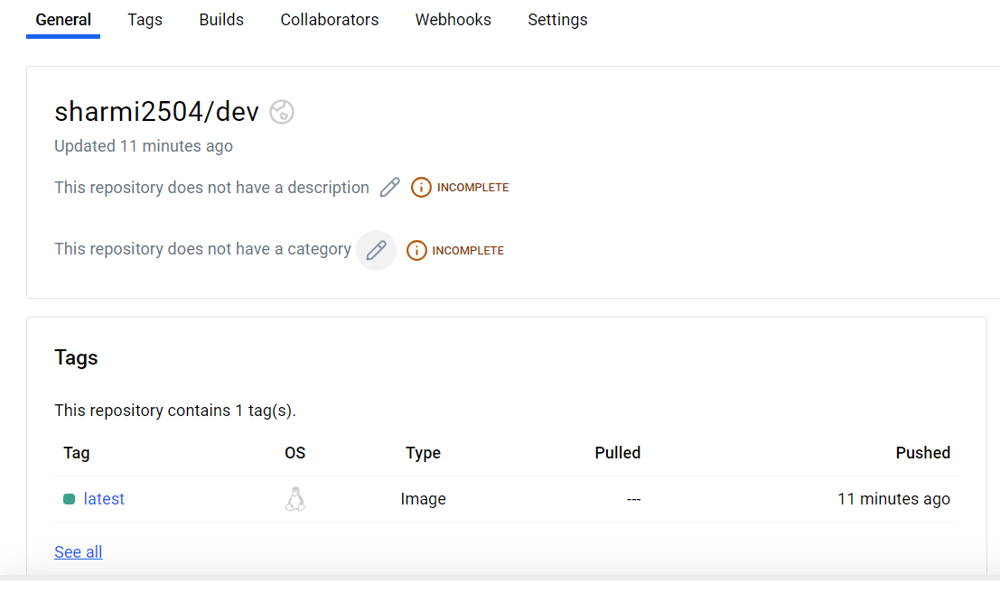 General Tags Builds Collaborators Webhooks Settings
sharmi2504/dev
Updated 11 minutes ago
This repository does not have a description INCOMPLETE
This repository does not have a category INCOMPLETE
Tags
This repository contains 1 tag(s).
Tag OS Type Pulled Pushed
latest Image --- 11 minutes ago
See all